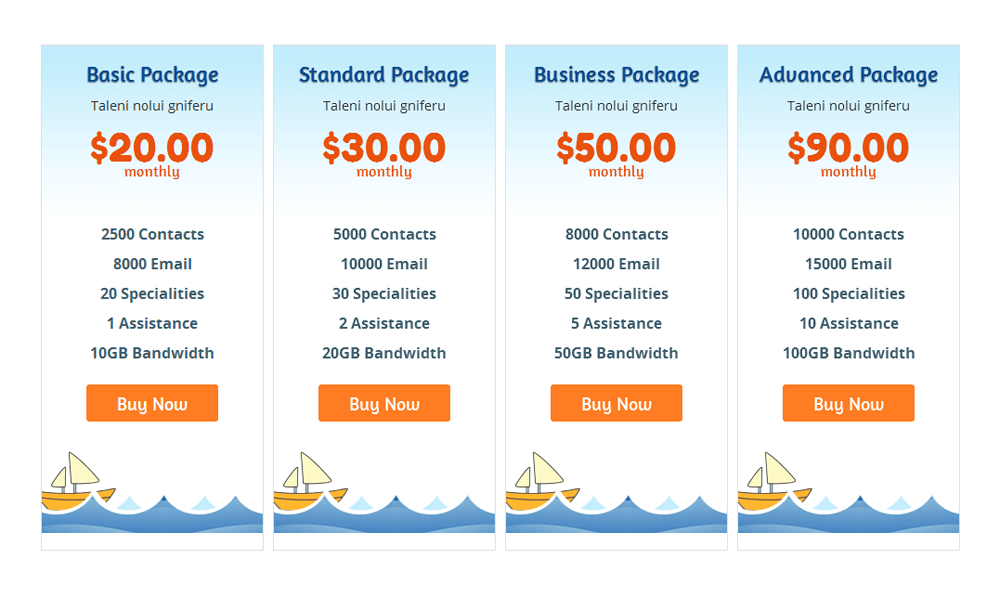 Basic Package
Taleni nolui gniferu
$20.00
monthly
2500 Contacts
8000 Email
20 Specialities
1 Assistance
10GB Bandwidth
Buy Now
Standard Package
Taleni nolui gniferu
$30.00
monthly
5000 Contacts
10000 Email
30 Specialities
2 Assistance
20GB Bandwidth
Buy Now
Business Package
Taleni nolui gniferu
$50.00
monthly
8000 Contacts
12000 Email
50 Specialities
5 Assistance
50GB Bandwidth
Buy Now
Advanced Package
Taleni nolui gniferu
$90.00
monthly
10000 Contacts
15000 Email
100 Specialities
10 Assistance
100GB Bandwidth
Buy Now